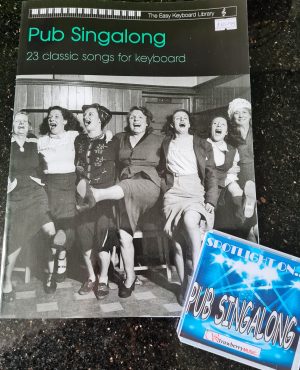 The Easy Keyboard Library
Pub Singalong
23 classic songs for keyboard
SPOTLIGHT ON...
PUB SINGALONG